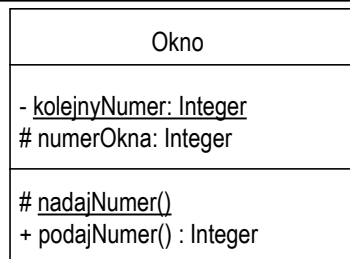 Okno
- kolejnyNumer: Integer
# numerOkna: Integer
# nadajNumer()
+ podajNumer() : Integer